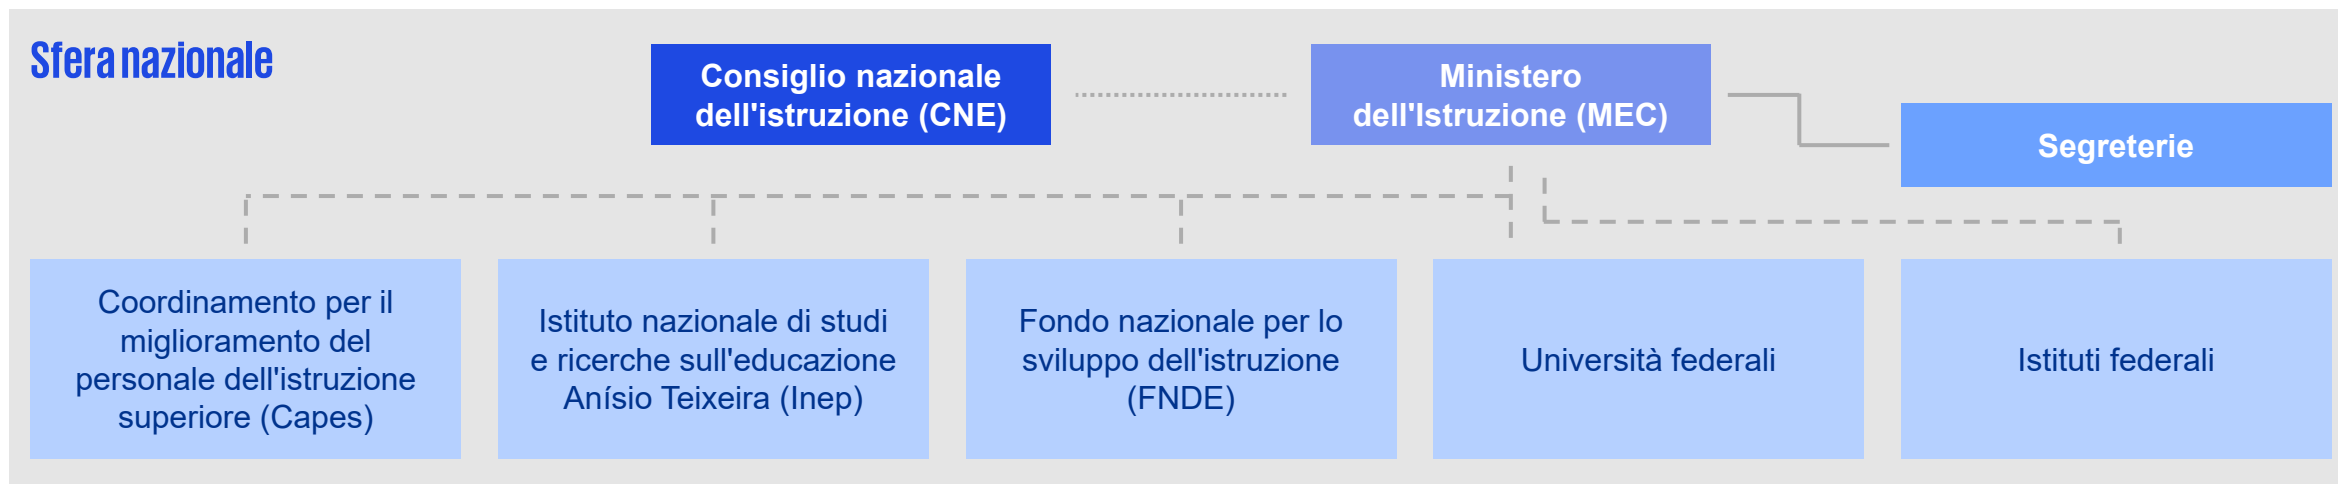 Sfera nazionale
Consiglio nazionale
dell'istruzione (CNE)
Ministero
dell'Istruzione (MEC)
Segreterie
Coordinamento per il
miglioramento del
personale dell'istruzione
superiore (Capes)
Istituto nazionale di studi
e ricerche sull'educazione
Anísio Teixeira (Inep)
Fondo nazionale per lo
sviluppo dell'istruzione
(FNDE)
Università federali
Istituti federali